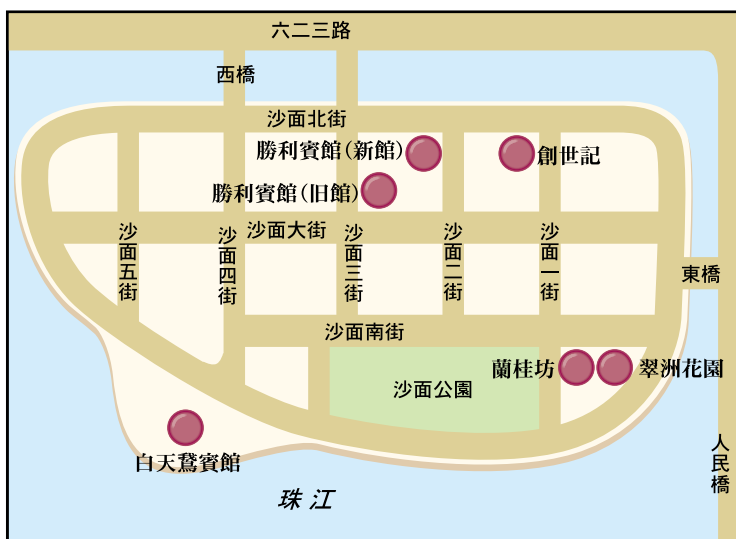 六二三路
西橋
沙面北街
勝利賓館（新館）
創世記
勝利賓館（旧館）
沙面大街
沙面五街
沙面四街
沙面三街
沙面二街
沙面一街
東橋
沙面南街
蘭桂坊
翠洲花園
沙面公園
白天鵞賓館
人民橋
珠江